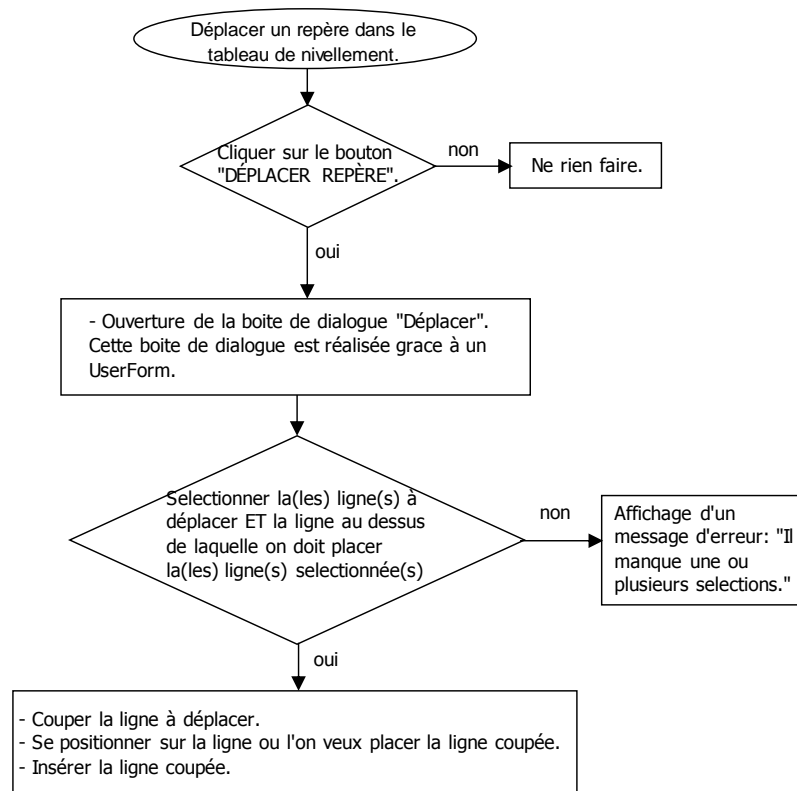 Déplacer un repère dans le
tableau de nivellement.
Cliquer sur le bouton
"DÉPLACER REPÈRE".
non
Ne rien faire.
oui
- Ouverture de la boite de dialogue "Déplacer".
Cette boite de dialogue est réalisée grace à un
UserForm.
Selectionner la(les) ligne(s) à
déplacer ET la ligne au dessus
de laquelle on doit placer
la(les) ligne(s) selectionnée(s)
non
Affichage d'un
message d'erreur: "Il
manque une ou
plusieurs selections."
oui
- Couper la ligne à déplacer.
- Se positionner sur la ligne ou l'on veux placer la ligne coupée.
- Insérer la ligne coupée.